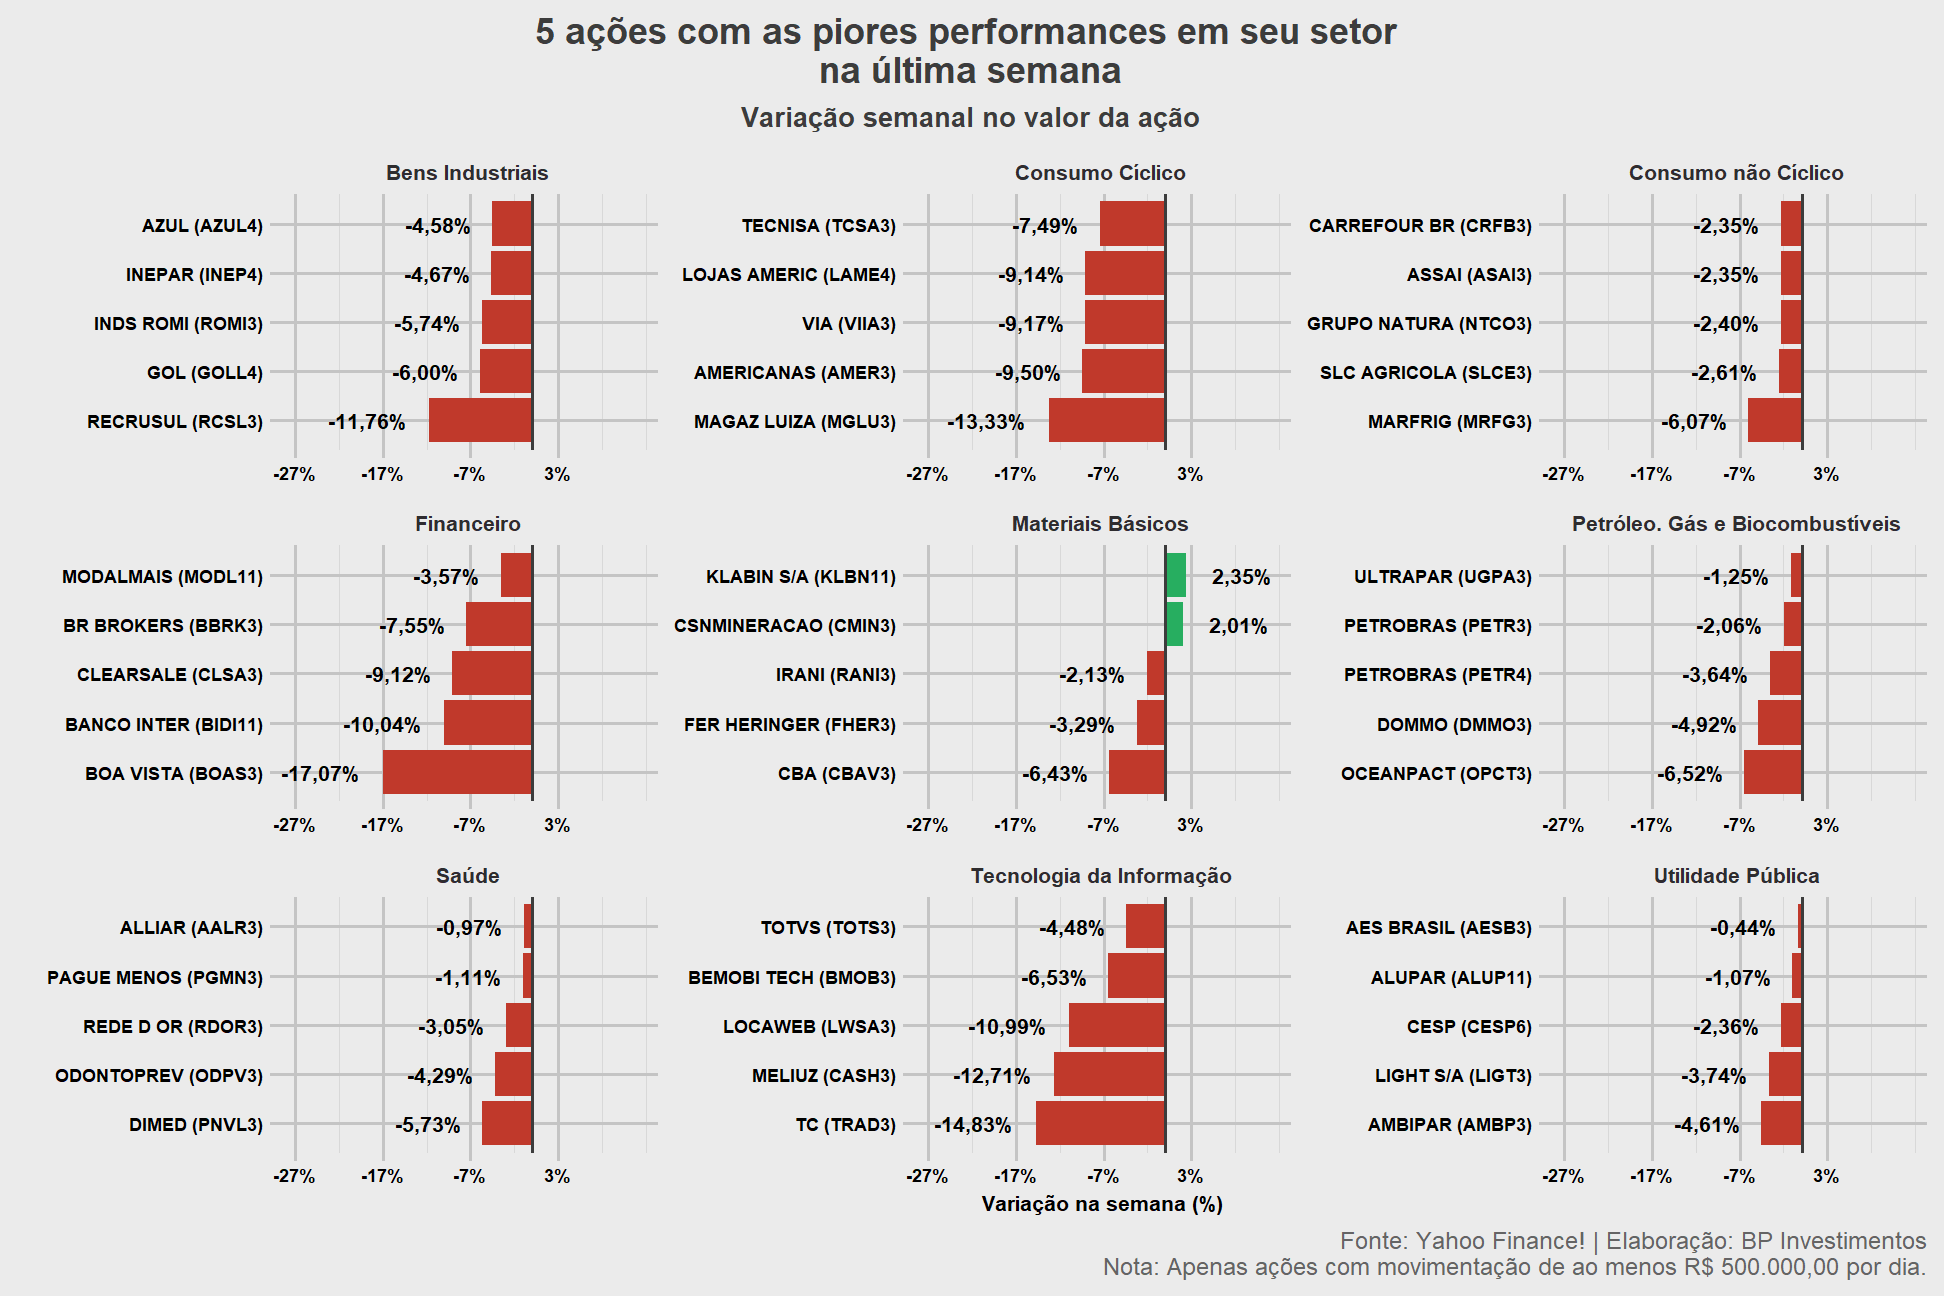 5 ações com as piores performances em seu setor
na última semana
Variação semanal no valor da ação
Bens Industriais
AZUL (AZUL4) -4,58%
INEPAR (INEP4) -4,67%
INDS ROMI (ROMI3) -5,74%
GOL (GOLL4) -6,00%
RECRUSUL (RCSL3) -11,76%
-27% -17% -7% 3%
Consumo Cíclico
TECNISA (TCSA3) -7,49%
LOJAS AMERIC (LAME4) -9,14%
VIA (VIIA3) -9,17%
AMERICANAS (AMER3) -9,50%
MAGAZ LUIZA (MGLU3) -13,33%
-27% -17% -7% 3%
Consumo não Cíclico
CARREFOUR BR (CRFB3) -2,35%
ASSAI (ASAI3) -2,35%
GRUPO NATURA (NTCO3) -2,40%
SLC AGRICOLA (SLCE3) -2,61%
MARFRIG (MRFG3) -6,07%
-27% -17% -7% 3%
Financeiro
MODALMAIS (MODL11) -3,57%
BR BROKERS (BBRK3) -7,55%
CLEARSALE (CLSA3) -9,12%
BANCO INTER (BIDI11) -10,04%
BOA VISTA (BOAS3) -17,07%
-27% -17% -7% 3%
Materiais Básicos
KLABIN S/A (KLBN11) 2,35%
CSNMINERACAO (CMIN3) 2,01%
IRANI (RANI3) -2,13%
FER HERINGER (FHER3) -3,29%
CBA (CBAV3) -6,43%
-27% -17% -7% 3%
Petróleo. Gás e Biocombustíveis
ULTRAPAR (UGPA3) -1,25%
PETROBRAS (PETR3) -2,06%
PETROBRAS (PETR4) -3,64%
DOMMO (DMMO3) -4,92%
OCEANPACT (OPCT3) -6,52%
-27% -17% -7% 3%
Saúde
ALLIAR (AALR3) -0,97%
PAGUE MENOS (PGMN3) -1,11%
REDE D OR (RDOR3) -3,05%
ODONTOPREV (ODPV3) -4,29%
DIMED (PNVL3) -5,73%
-27% -17% -7% 3%
Tecnologia da Informação
TOTVS (TOTS3) -4,48%
BEMOBI TECH (BMOB3) -6,53%
LOCAWEB (LWSA3) -10,99%
MELIUZ (CASH3) -12,71%
TC (TRAD3) -14,83%
-27% -17% -7% 3%
Utilidade Pública
AES BRASIL (AESB3) -0,44%
ALUPAR (ALUP11) -1,07%
CESP (CESP6) -2,36%
LIGHT S/A (LIGT3) -3,74%
AMBIPAR (AMBP3) -4,61%
-27% -17% -7% 3%
Variação na semana (%)
Fonte: Yahoo Finance! | Elaboração: BP Investimentos
Nota: Apenas ações com movimentação de ao menos R$ 500.000,00 por dia.